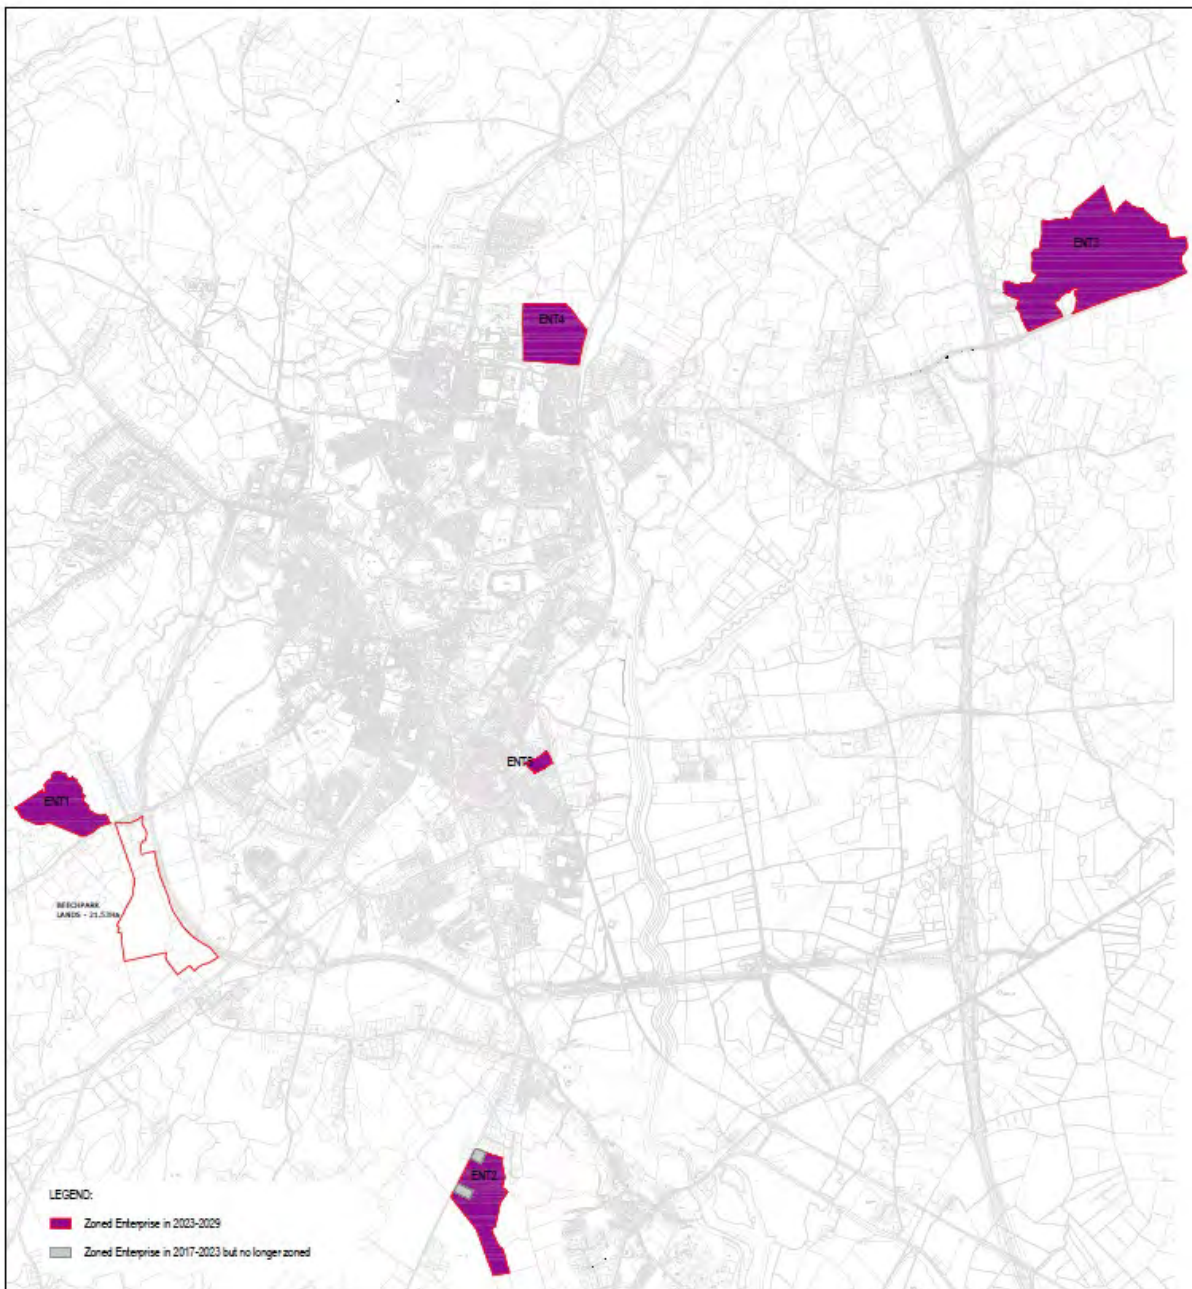 ENT3
ENT4
ENT5
ENT1
BEECHPARK
LANDS - 21.53Ha
ENT2
LEGEND:
Zoned Enterprise in 2023-2029
Zoned Enterprise in 2017-2023 but no longer zoned